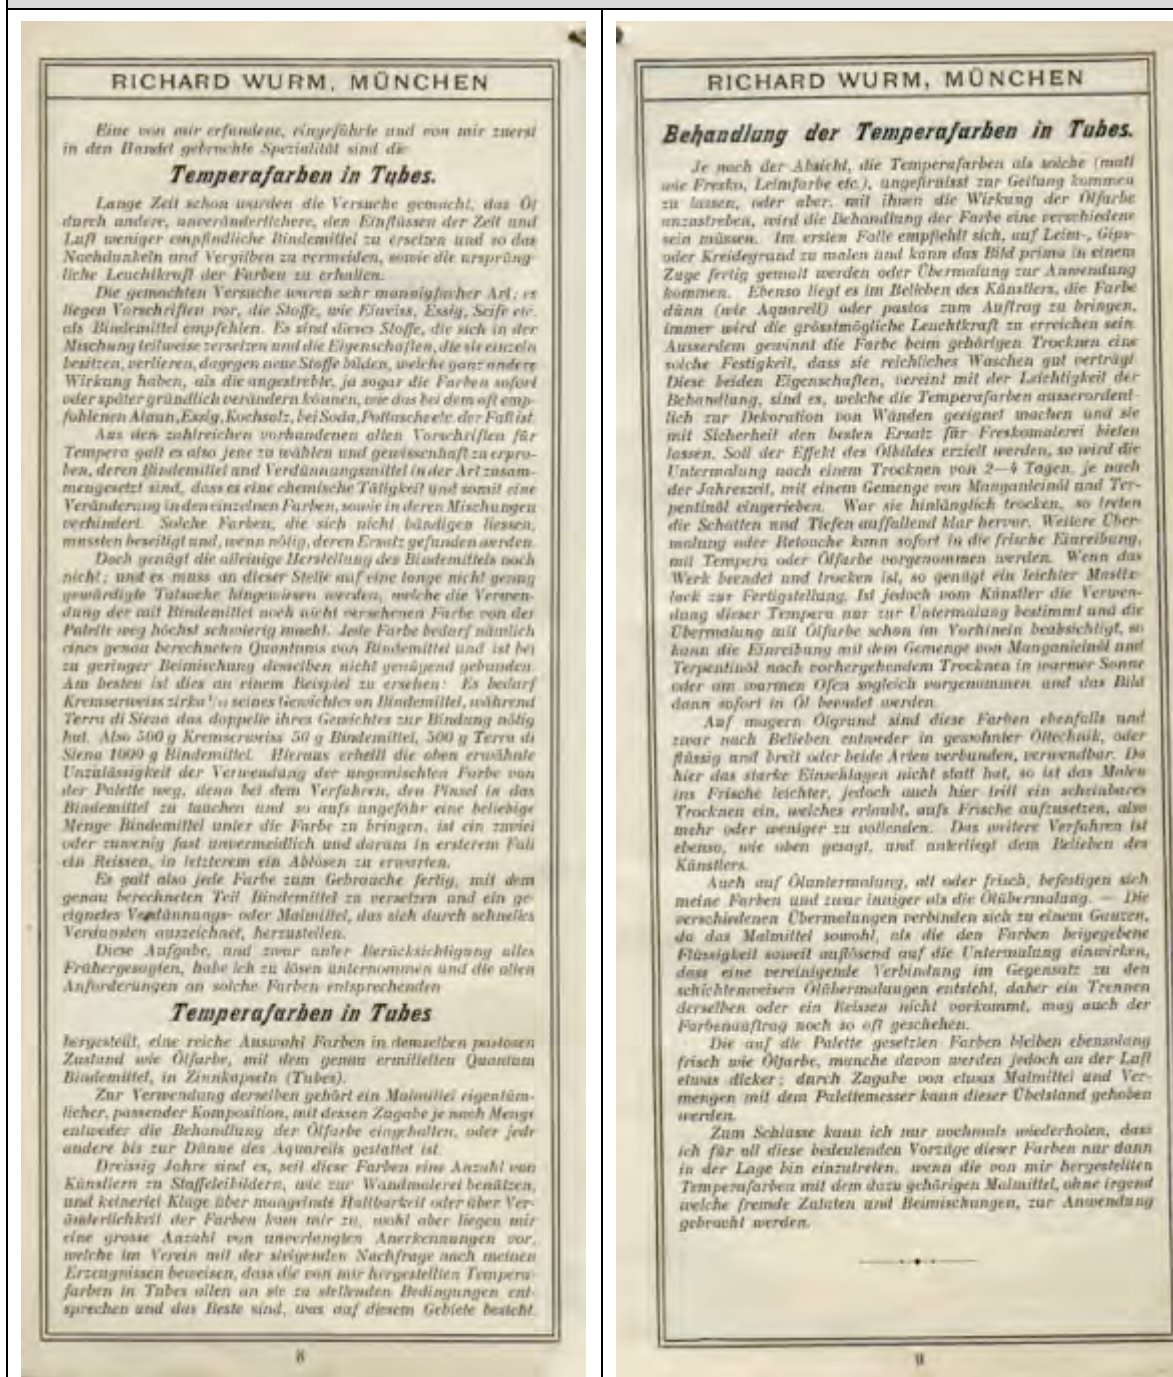 RICHARD WURM, MÜNCHEN
Eine von mir erfundene, eingeführte und von mir zuerst
in den Handel gebrachte Spezialität sind die
Temperafarben in Tubes.
Lange Zeit schon wurden die Versuche gemacht, das Öl
durch andere, unveränderlichere, den Einflüssen der Zeit und
Luft weniger empfindliche Bindemittel zu ersetzen und so das
Nachdunkeln und Vergilben zu vermeiden, sowie die ursprüng-
liche Leuchtkraft der Farben zu erhalten.
Die gemachten Versuche waren sehr mannigfacher Art; es
liegen Vorschriften vor, die Stoffe, wie Eiweiss, Essig, Seife etc.
als Bindemittel empfehlen. Es sind dieses Stoffe, die sich in der
Mischung teilweise zersetzen und die Eigenschaften, die sie einzeln
besitzen, verlieren, dagegen neue Stoffe bilden, welche ganz andere
Wirkung haben, als die angestrebte, ja sogar die Farben sofort
oder später gründlich verändern können, wie das bei dem oft emp-
fohlenen Alaun, Essig, Kochsalz, bei Soda, Pottasche etc. der Fall ist.
Aus den zahlreichen vorhandenen alten Vorschriften für
Tempera galt es also jene zu wählen und gewissenhaft zu erpro-
ben, deren Bindemittel und Verdünnungsmittel in der Art zusam-
mengesetzt sind, dass es eine chemische Tätigkeit und somit eine
Veränderung in den einzelnen Farben, sowie in deren Mischungen
verhindert. Solche Farben, die sich nicht bändigen liessen,
mussten beseitigt und, wenn nötig, deren Ersatz gefunden werden.
Doch genügt die alleinige Herstellung des Bindemittels noch
nicht; und es muss an dieser Stelle auf eine lange nicht genug
gewürdigte Tatsache hingewiesen werden, welche die Verwen-
dung der mit Bindemittel noch nicht versehenen Farbe von der
Palette weg höchst schwierig macht. Jede Farbe bedarf nämlich
eines genau berechneten Quantums von Bindemittel und ist bei
zu geringer Beimischung desselben nicht genügend gebunden.
Am besten ist dies an einem Beispiel zu ersehen: Es bedarf
Kremserweiss zirka 1/10 seines Gewichtes an Bindemittel, während
Terra di Siena das doppelte ihres Gewichtes zur Bindung nötig
hat. Also 500 g Kremserweiss 50 g Bindemittel, 500 g Terra di
Siena 1000 g Bindemittel. Hieraus erhellt die oben erwähnte
Unzulässigkeit der Verwendung der ungemischten Farbe von
der Palette weg, denn bei dem Verfahren, den Pinsel in das
Bindemittel zu tauchen und so aufs ungefähr eine beliebige
Menge Bindemittel unter die Farbe zu bringen, ist ein zuviel
oder zuwenig fast unvermeidlich und darum in ersterem Fall
ein Reissen, in letzterem ein Ablösen zu erwarten.
Es galt also jede Farbe zum Gebrauche fertig, mit dem
genau berechneten Teil Bindemittel zu versetzen und ein ge-
eignetes Verdünnungs- oder Malmittel, das sich durch schnelles
Verdunsten auszeichnet, herzustellen.
Diese Aufgabe, und zwar unter Berücksichtigung alles
Frühergesagten, habe ich zu lösen unternommen und die allen
Anforderungen an solche Farben entsprechenden
Temperafarben in Tubes
hergestellt, eine reiche Auswahl Farben in demselben pastosen
Zustand wie Ölfarbe, mit dem genau ermittelten Quantum
Bindemittel, in Zinnkapseln (Tubes).
Zur Verwendung derselben gehört ein Malmittel eigentüm-
licher, passender Komposition, mit dessen Zugabe je nach Menge
entweder die Behandlung der Ölfarbe eingehalten, oder jede
andere bis zur Dünne des Aquarells gestattet ist.
Dreissig Jahre sind es, seit diese Farben eine Anzahl von
Künstlern zu Staffeleibildern, wie zur Wandmalerei benützen,
und keinerlei Klage über mangelnde Haltbarkeit oder über Ver-
änderlichkeit der Farben kam mir zu, wohl aber liegen mir
eine grosse Anzahl von unverlangten Anerkennungen vor,
welche im Verein mit der steigenden Nachfrage nach meinen
Erzeugnissen beweisen, dass die von mir hergestellten Tempera-
farben in Tubes allen an sie zu stellenden Bedingungen ent-
sprechen und das Beste sind, was auf diesem Gebiete besteht.
8
RICHARD WURM, MÜNCHEN
Behandlung der Temperafarben in Tubes.
Je nach der Absicht, die Temperafarben als solche (matt
wie Fresko, Leimfarbe etc.), ungefirnisst zur Geltung kommen
zu lassen, oder aber, mit ihnen die Wirkung der Ölfarbe
anzustreben, wird die Behandlung der Farbe eine verschiedene
sein müssen. Im ersten Falle empfiehlt sich, auf Leim-, Gips-
oder Kreidegrund zu malen und kann das Bild prima in einem
Zuge fertig gemalt werden oder Übermalung zur Anwendung
kommen. Ebenso liegt es im Belieben des Künstlers, die Farbe
dünn (wie Aquarell) oder pastos zum Auftrag zu bringen,
immer wird die grösstmögliche Leuchtkraft zu erreichen sein.
Ausserdem gewinnt die Farbe beim gehörigen Trocknen eine
solche Festigkeit, dass sie reichliches Waschen gut verträgt.
Diese beiden Eigenschaften, vereint mit der Leichtigkeit der
Behandlung, sind es, welche die Temperafarben ausserordent-
lich zur Dekoration von Wänden geeignet machen und sie
mit Sicherheit den besten Ersatz für Freskomalerei bieten
lassen. Soll der Effekt des Ölbildes erzielt werden, so wird die
Untermalung nach einem Trocknen von 2—4 Tagen, je nach
der Jahreszeit, mit einem Gemenge von Manganleinöl und Ter-
pentinöl eingerieben. War sie hinlänglich trocken, so treten
die Schatten und Tiefen auffallend klar hervor. Weitere Über-
malung oder Retouche kann sofort in die frische Einreibung,
mit Tempera oder Ölfarbe vorgenommen werden. Wenn das
Werk beendet und trocken ist, so genügt ein leichter Mastix-
lack zur Fertigstellung. Ist jedoch vom Künstler die Verwen-
dung dieser Tempera nur zur Untermalung bestimmt und die
Übermalung mit Ölfarbe schon im Vorhinein beabsichtigt, so
kann die Einreibung mit dem Gemenge von Manganleinöl und
Terpentinöl nach vorhergehendem Trocknen in warmer Sonne
oder am warmen Ofen sogleich vorgenommen und das Bild
dann sofort in Öl beendet werden.
Auf magern Ölgrund sind diese Farben ebenfalls und
zwar nach Belieben entweder in gewohnter Öltechnik, oder
flüssig und breit oder beide Arten verbunden, verwendbar. Da
hier das starke Einschlagen nicht statt hat, so ist das Malen
ins Frische leichter, jedoch auch hier tritt ein scheinbares
Trocknen ein, welches erlaubt, aufs Frische aufzusetzen, also
mehr oder weniger zu vollenden. Das weitere Verfahren ist
ebenso, wie oben gesagt, und unterliegt dem Belieben des
Künstlers.
Auch auf Öluntermalung, alt oder frisch, befestigen sich
meine Farben und zwar inniger als die Ölübermalung. — Die
verschiedenen Übermalungen verbinden sich zu einem Ganzen,
da das Malmittel sowohl, als die den Farben beigegebene
Flüssigkeit soweit auflösend auf die Untermalung einwirken,
dass eine vereinigende Verbindung im Gegensatz zu den
schichtenweisen Ölübermalungen entsteht, daher ein Trennen
derselben oder ein Reissen nicht vorkommt, mag auch der
Farbenauftrag noch so oft geschehen.
Die auf die Palette gesetzten Farben bleiben ebensolang
frisch wie Ölfarbe, manche davon werden jedoch an der Luft
etwas dicker; durch Zugabe von etwas Malmittel und Ver-
mengen mit dem Palettemesser kann dieser Übelstand gehoben
werden.
Zum Schlusse kann ich nur nochmals wiederholen, dass
ich für all diese bedeutenden Vorzüge dieser Farben nur dann
in der Lage bin einzutreten, wenn die von mir hergestellten
Temperafarben mit dem dazu gehörigen Malmittel, ohne irgend
welche fremde Zutaten und Beimischungen, zur Anwendung
gebracht werden.
9